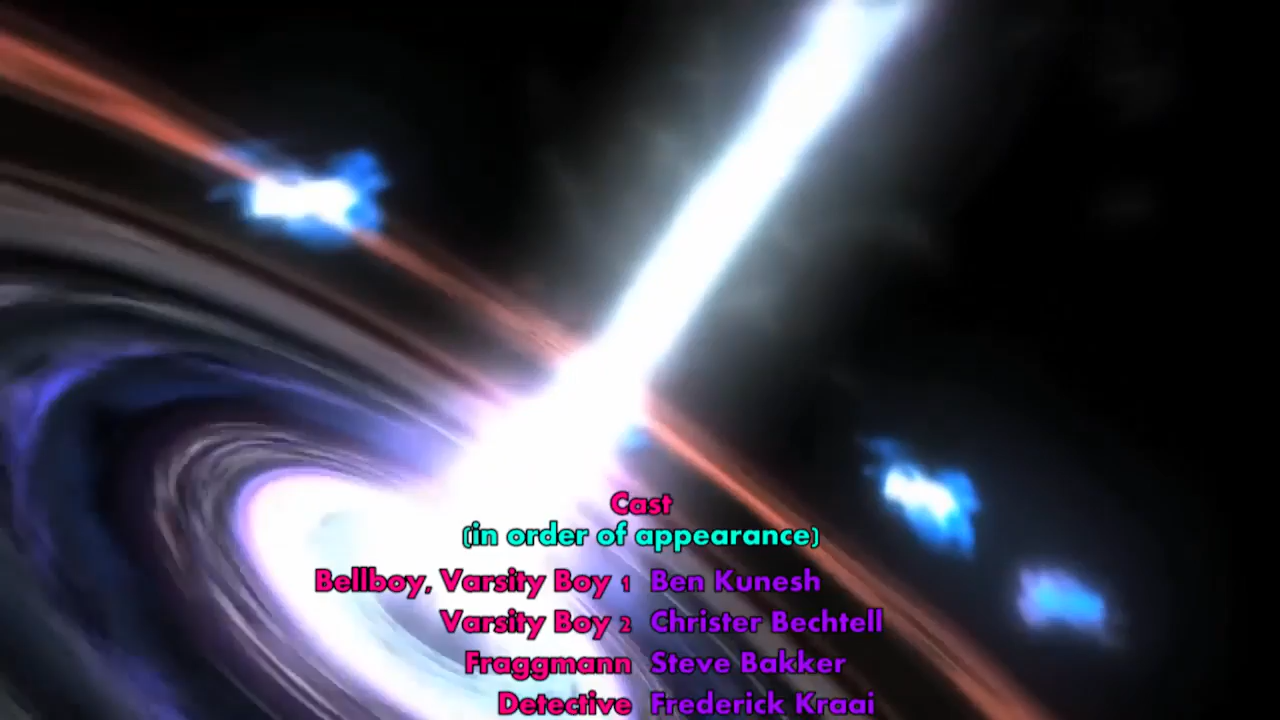 Cast
(in order of appearance)
Bellboy, Varsity Boy 1 Ben Kunesh
Varsity Boy 2 Christer Bechtell
Fraggmann Steve Bakker
Detective Frederick Kraai